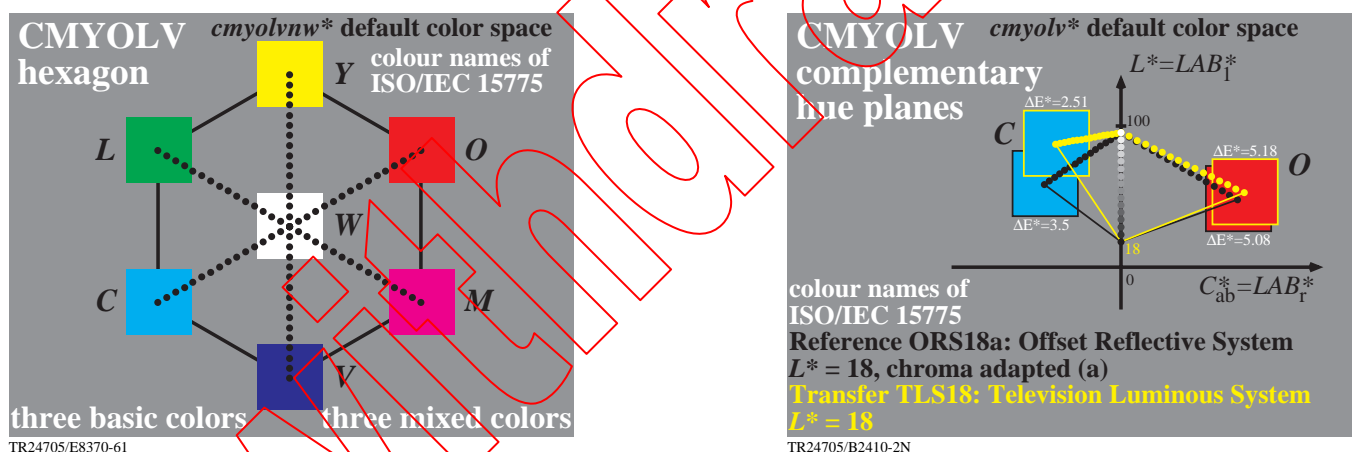 CMYOLV
cmyolvnw* default color space
hexagon
colour names of
ISO/IEC 15775
Y
L
O
W
C
M
V
three basic colors
three mixed colors
TR24705/E8370-61
CMYOLV
cmyolv* default color space
complementary
hue planes
L*=LAB*l
ΔE*=2.51
C
100
ΔE*=5.18
O
ΔE*=3.5
ΔE*=5.08
18
0
C*ab=LAB*r
colour names of
ISO/IEC 15775
Reference ORS18a: Offset Reflective System
L* = 18, chroma adapted (a)
Transfer TLS18: Television Luminous System
L* = 18
TR24705/B2410-2N